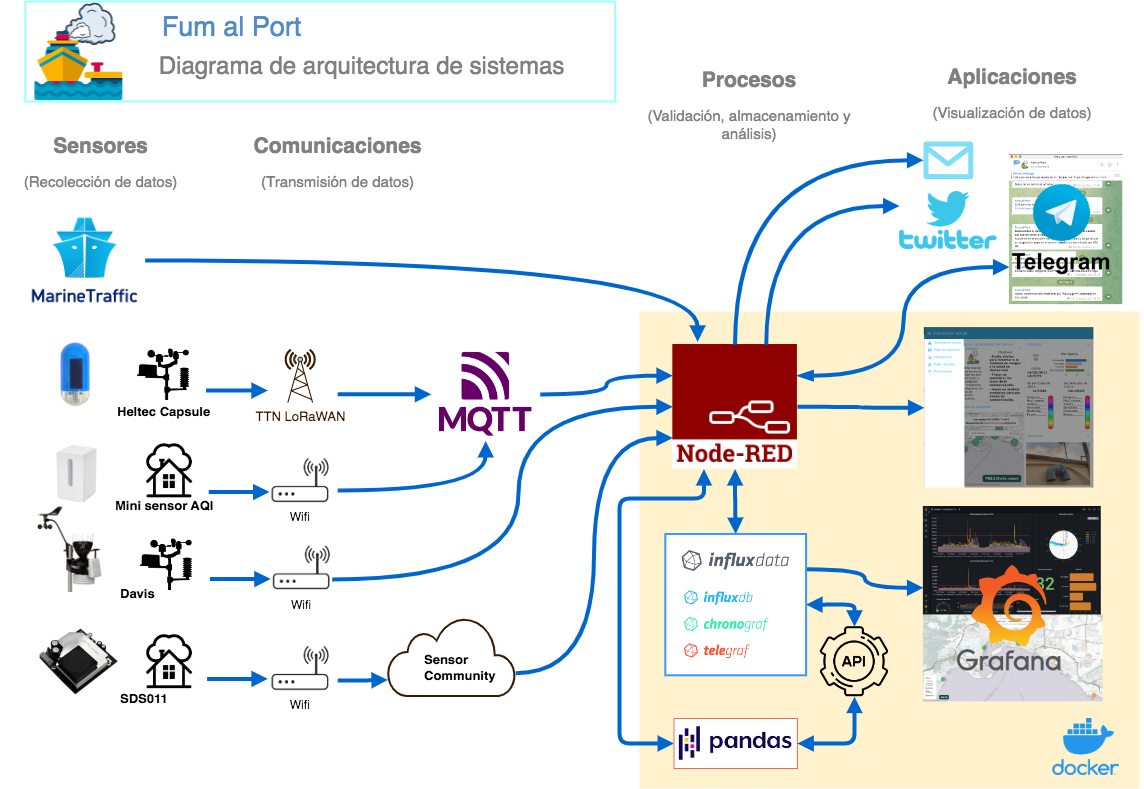 Fum al Port
Diagrama de arquitectura de sistemas
Procesos
(Validación, almacenamiento y
análisis)
Aplicaciones
(Visualización de datos)
Sensores
(Recolección de datos)
Comunicaciones
(Transmisión de datos)
twitter
Telegram
MarineTraffic
Heltec Capsule
TTN LoRaWAN
MQTT
Node-RED
Mini sensor AQI
Wifi
influxdata
influxdb
chronograf
telegraf
Davis
Wifi
32
Grafana
API
Sensor
Community
SDS011
Wifi
pandas
docker